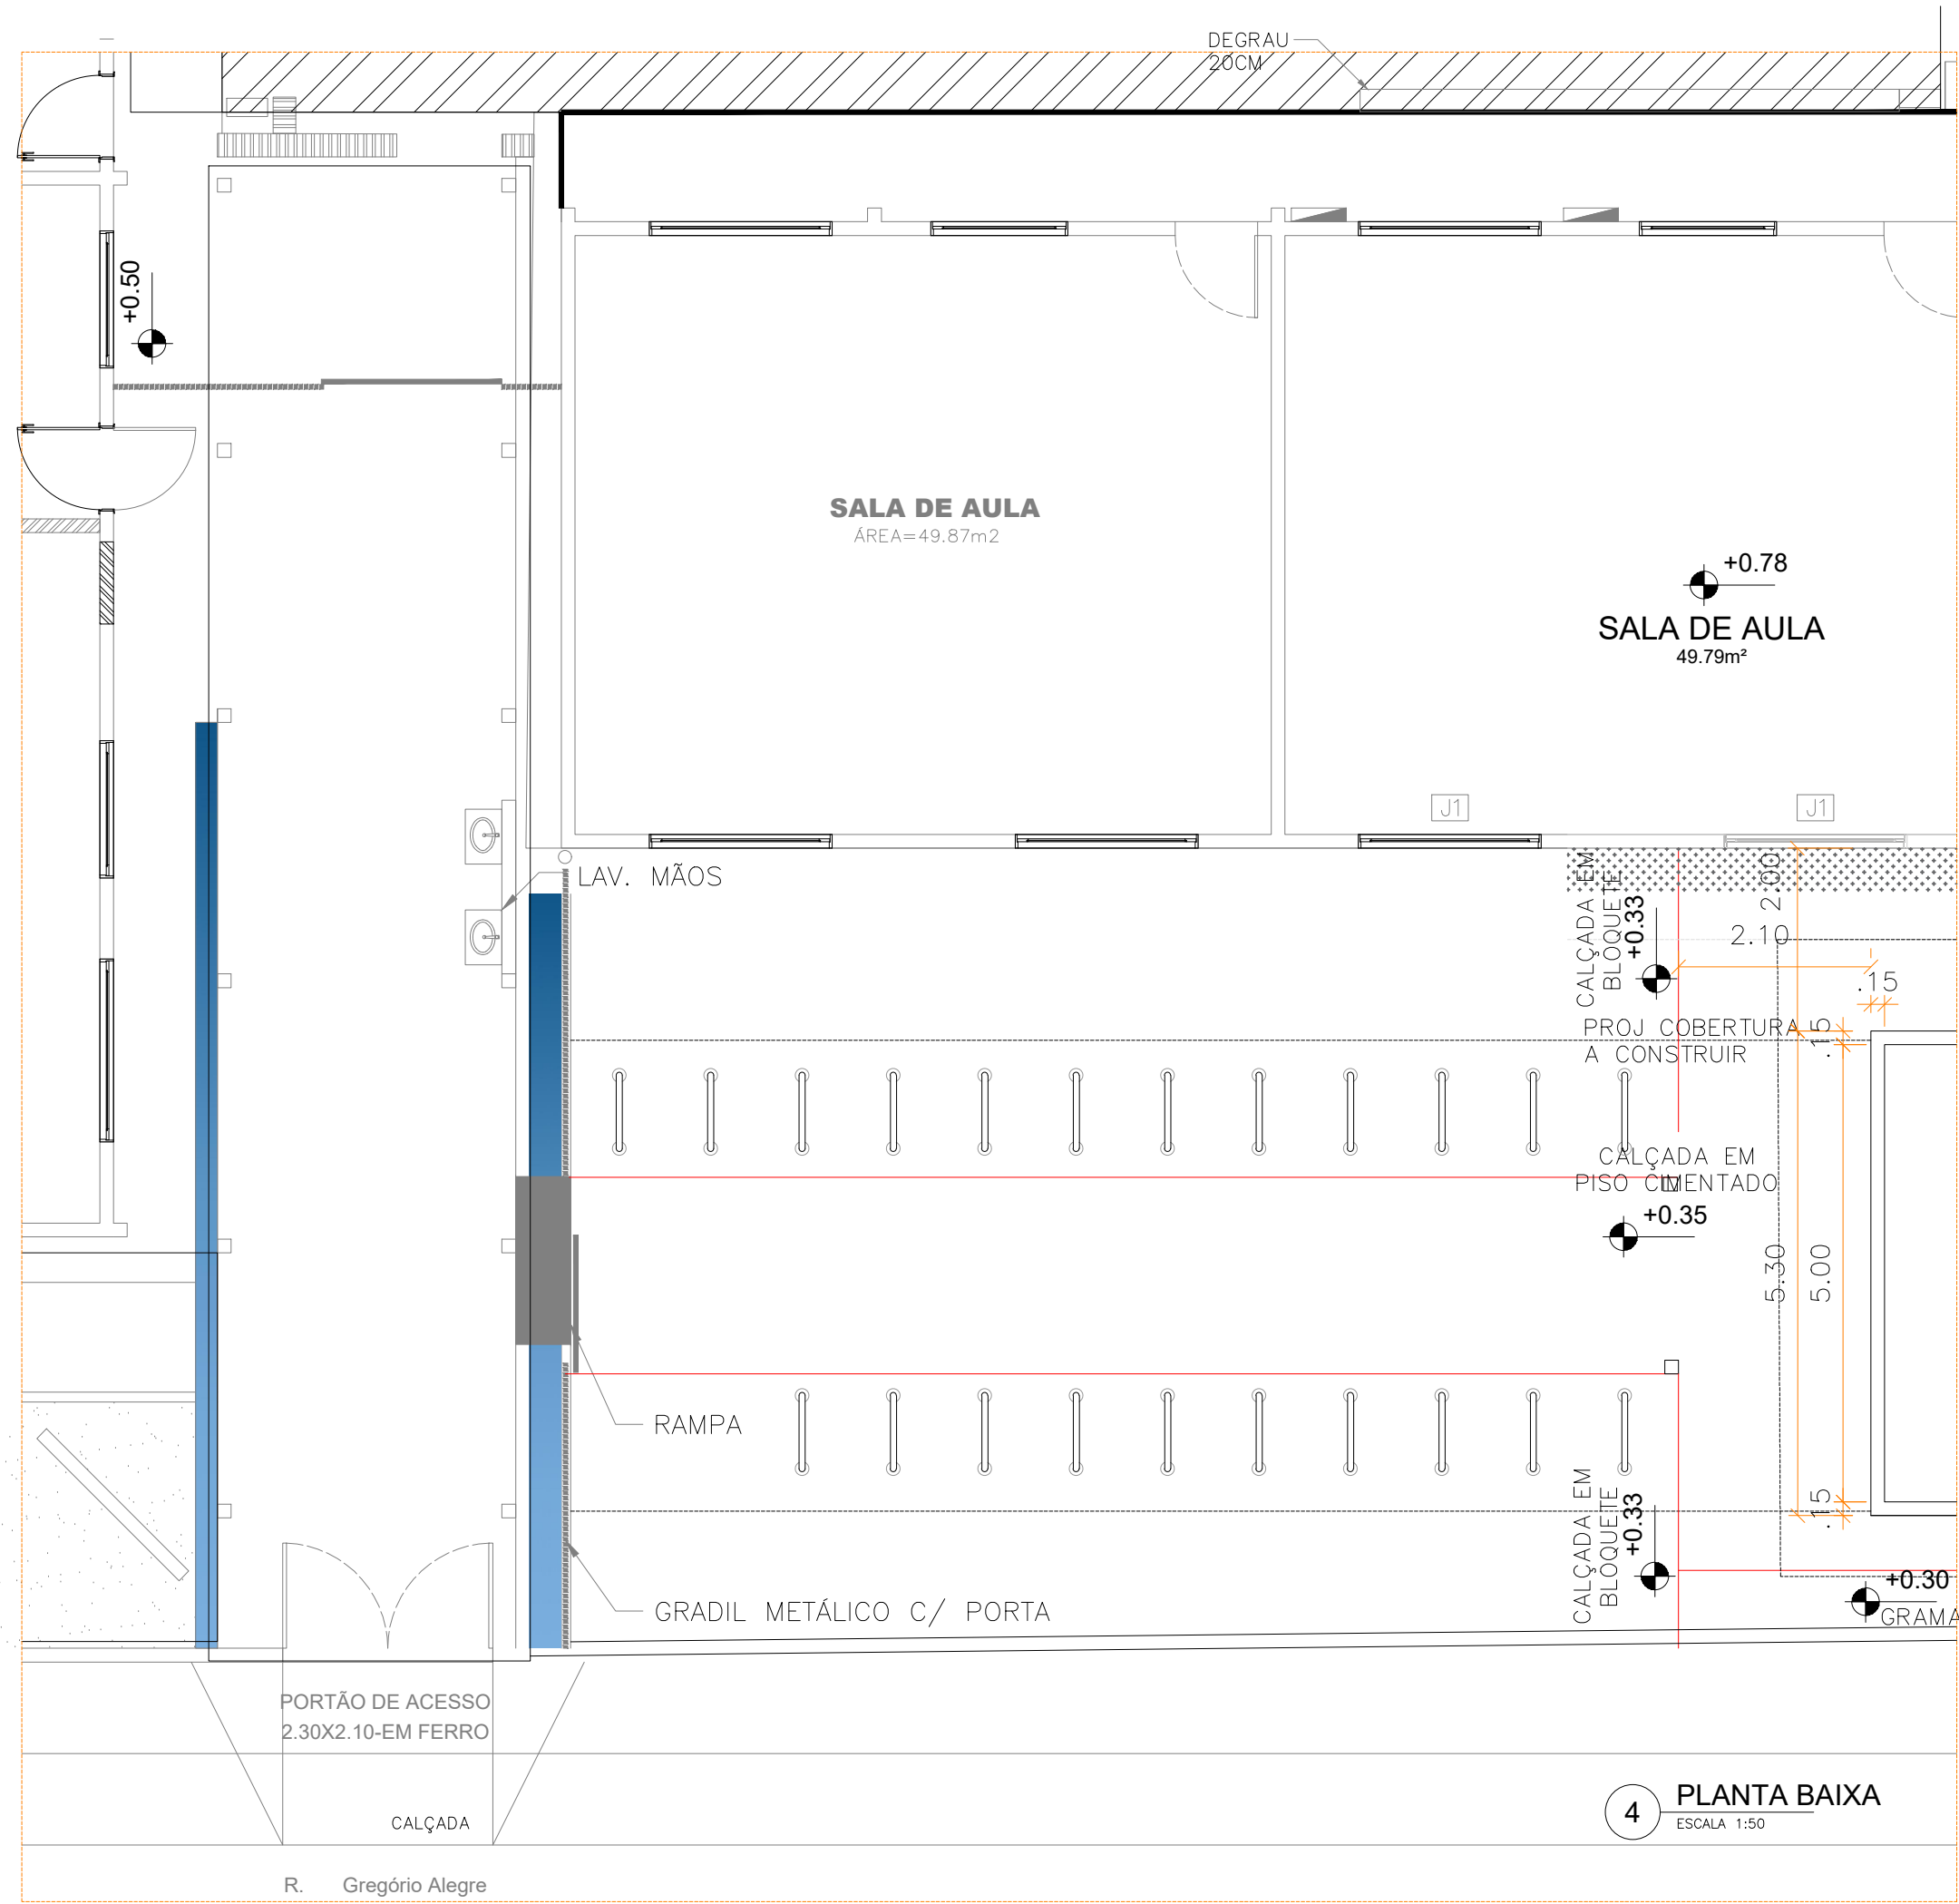 DEGRAU
20CM
+0.50
SALA DE AULA
ÁREA=49.87m2
+0.78
SALA DE AULA
49.79m²
J1
J1
LAV. MÃOS
CALÇADA EM
BLOQUETE
+0.33
2.00
2.10
.15
PROJ COBERTURA
A CONSTRUIR
.15
CALÇADA EM
PISO CIMENTADO
+0.35
5.30
5.00
RAMPA
CALÇADA EM
BLOQUETE
+0.33
.15
+0.30
GRAMA
GRADIL METÁLICO C/ PORTA
PORTÃO DE ACESSO
2.30X2.10-EM FERRO
4
PLANTA BAIXA
ESCALA 1:50
CALÇADA
R. Gregório Alegre